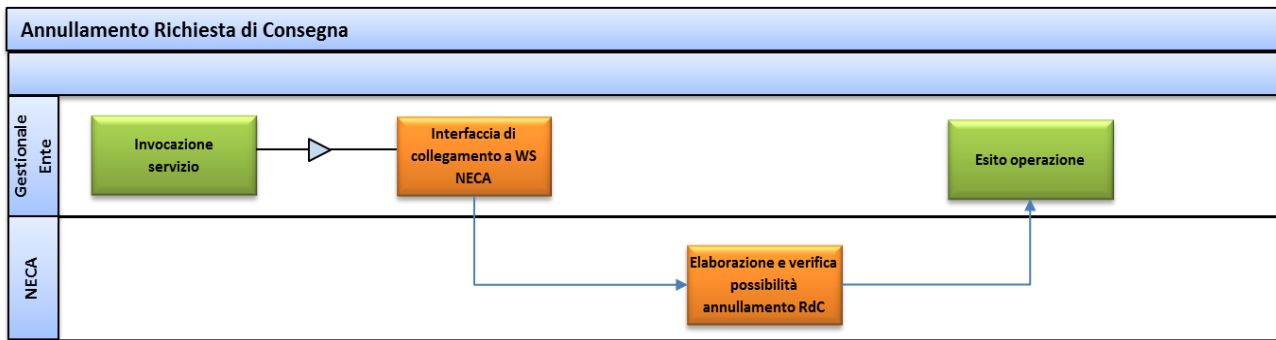 Annullamento Richiesta di Consegna
Gestionale
Ente
Invocazione
servizio
Interfaccia di
collegamento a WS
NECA
Esito operazione
NECA
Elaborazione e verifica
possibilità
annullamento RdC